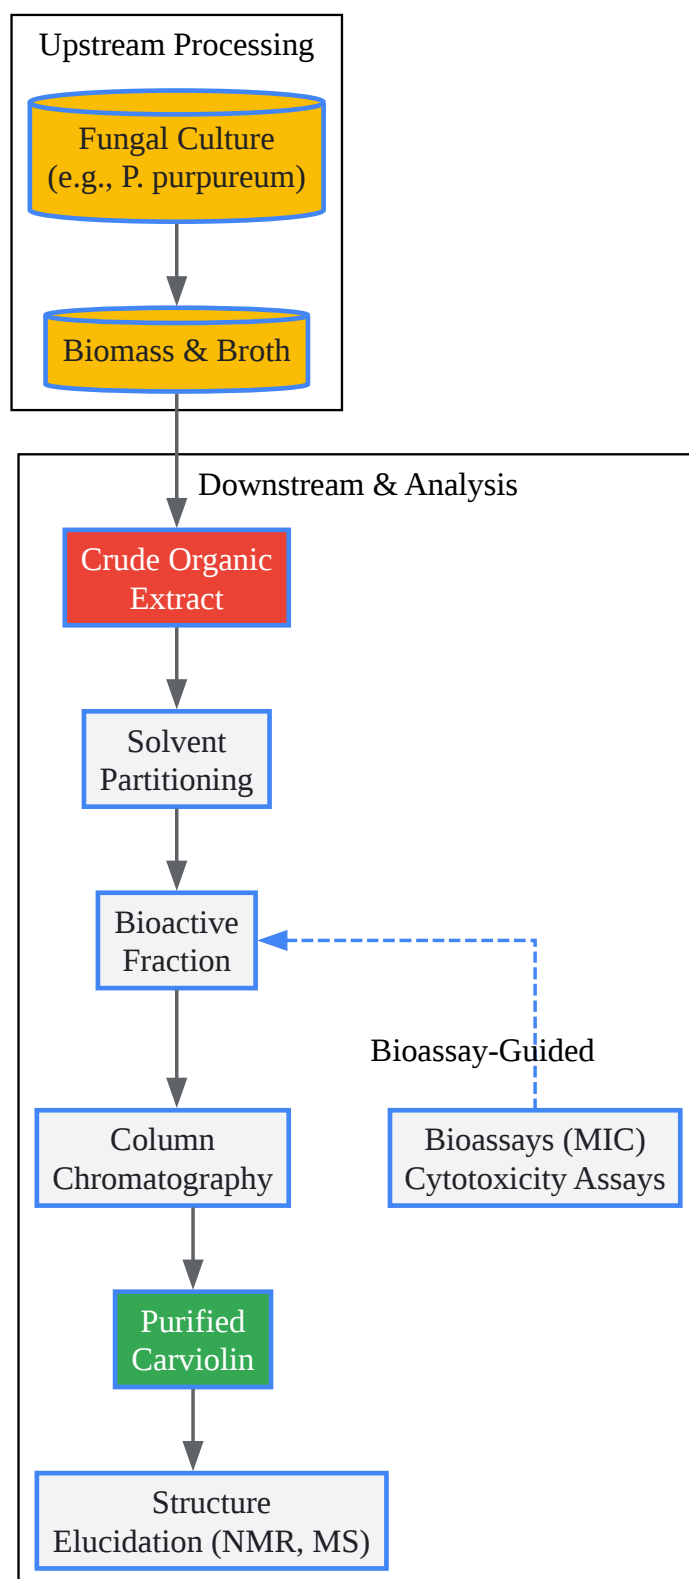 Upstream Processing
Fungal Culture
(e.g., P. purpureum)
Biomass & Broth
Downstream & Analysis
Crude Organic
Extract
Solvent
Partitioning
Bioactive
Fraction
Bioassay-Guided
Column
Chromatography
Bioassays (MIC)
Cytotoxicity Assays
Purified
Carviolin
Structure
Elucidation (NMR, MS)